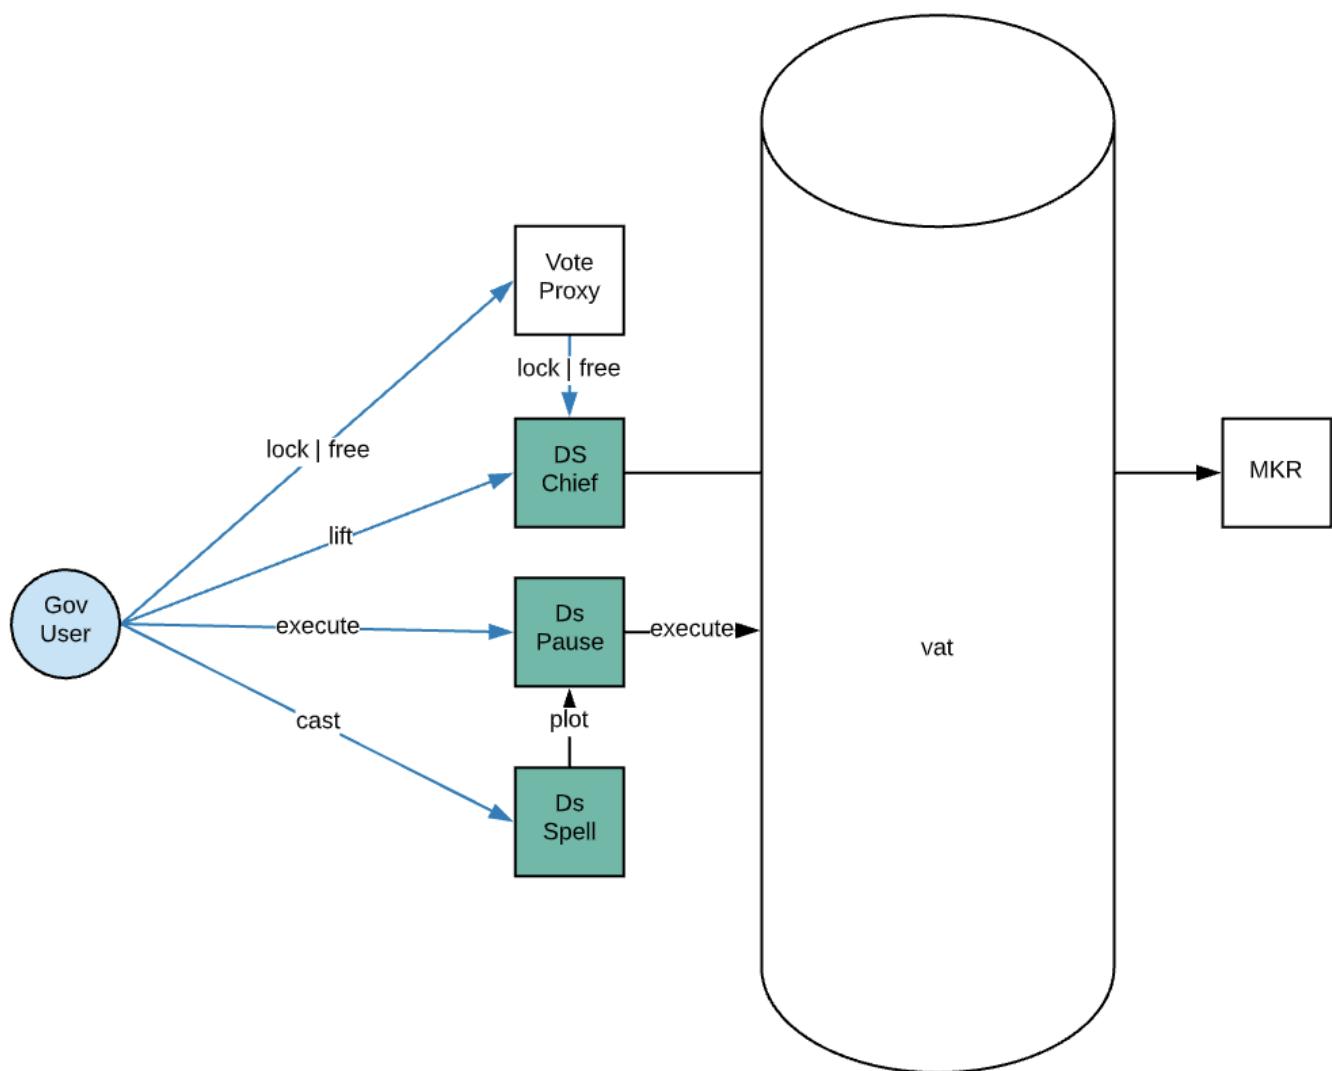 Vote
Proxy
lock | free
lock | free
DS
Chief
MKR
lift
Gov
User
execute
Ds
Pause
execute
vat
plot
cast
Ds
Spell